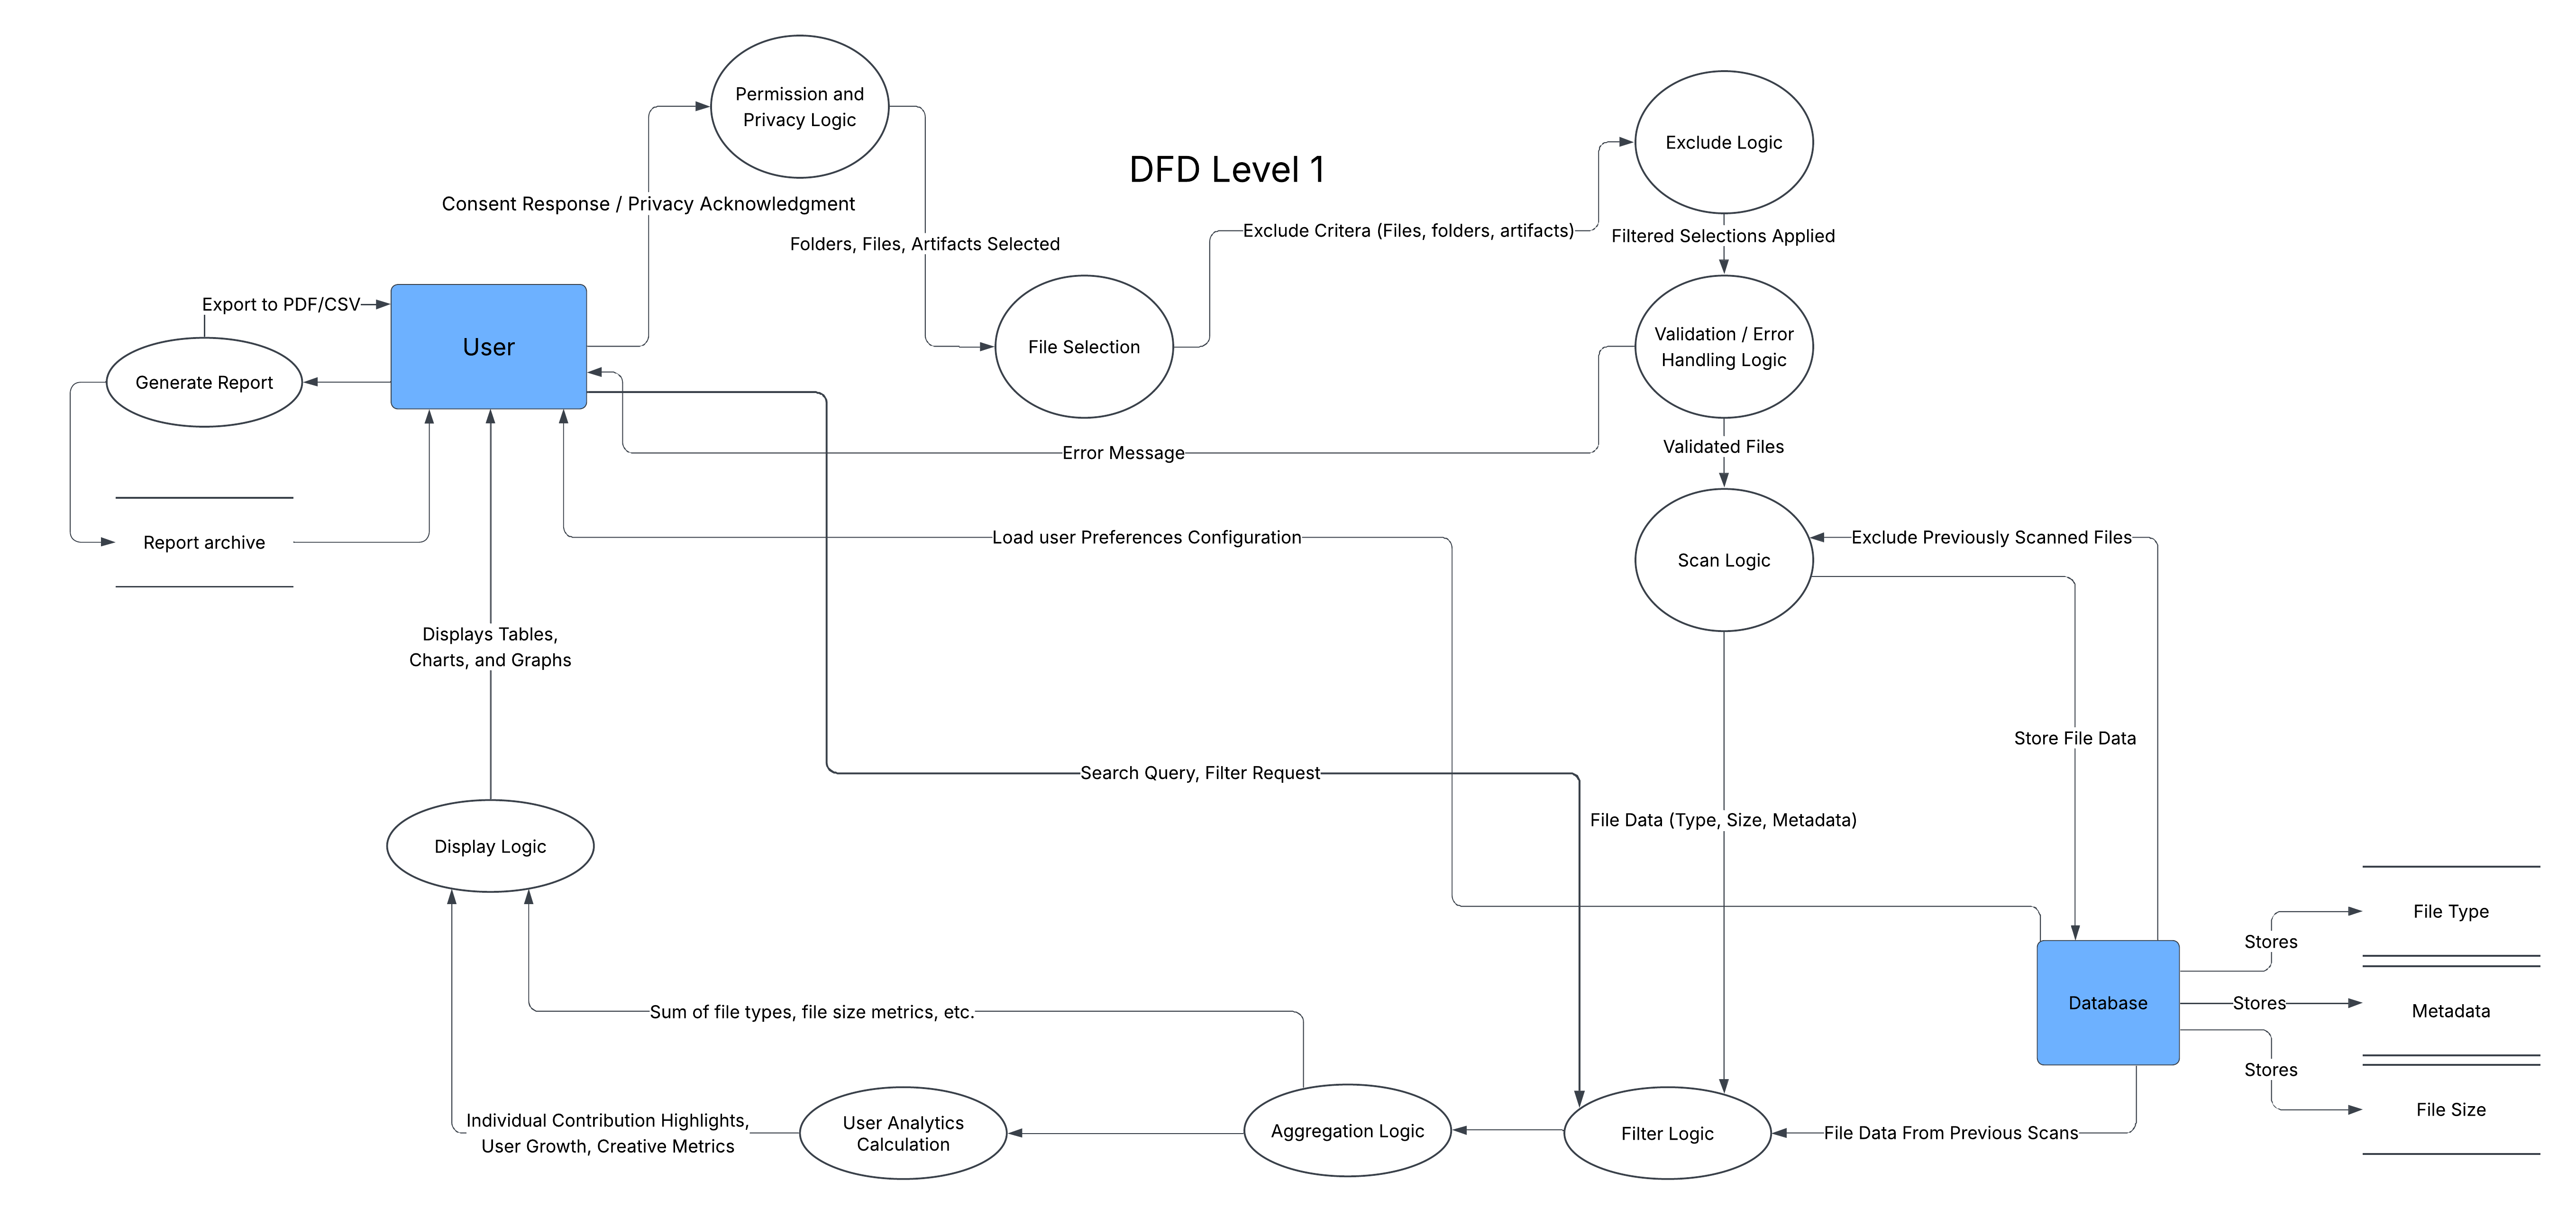 Permission and
Privacy Logic
Exclude Logic
DFD Level 1
Consent Response / Privacy Acknowledgment
Folders, Files, Artifacts Selected
Exclude Critera (Files, folders, artifacts)
Filtered Selections Applied
Export to PDF/CSV
User
File Selection
Validation / Error
Handling Logic
Generate Report
Error Message
Validated Files
Report archive
Load user Preferences Configuration
Exclude Previously Scanned Files
Scan Logic
Displays Tables,
Charts, and Graphs
Store File Data
Search Query, Filter Request
File Data (Type, Size, Metadata)
Display Logic
File Type
Stores
Database
Stores
Metadata
Sum of file types, file size metrics, etc.
Stores
File Size
Individual Contribution Highlights,
User Growth, Creative Metrics
User Analytics
Calculation
Aggregation Logic
Filter Logic
File Data From Previous Scans